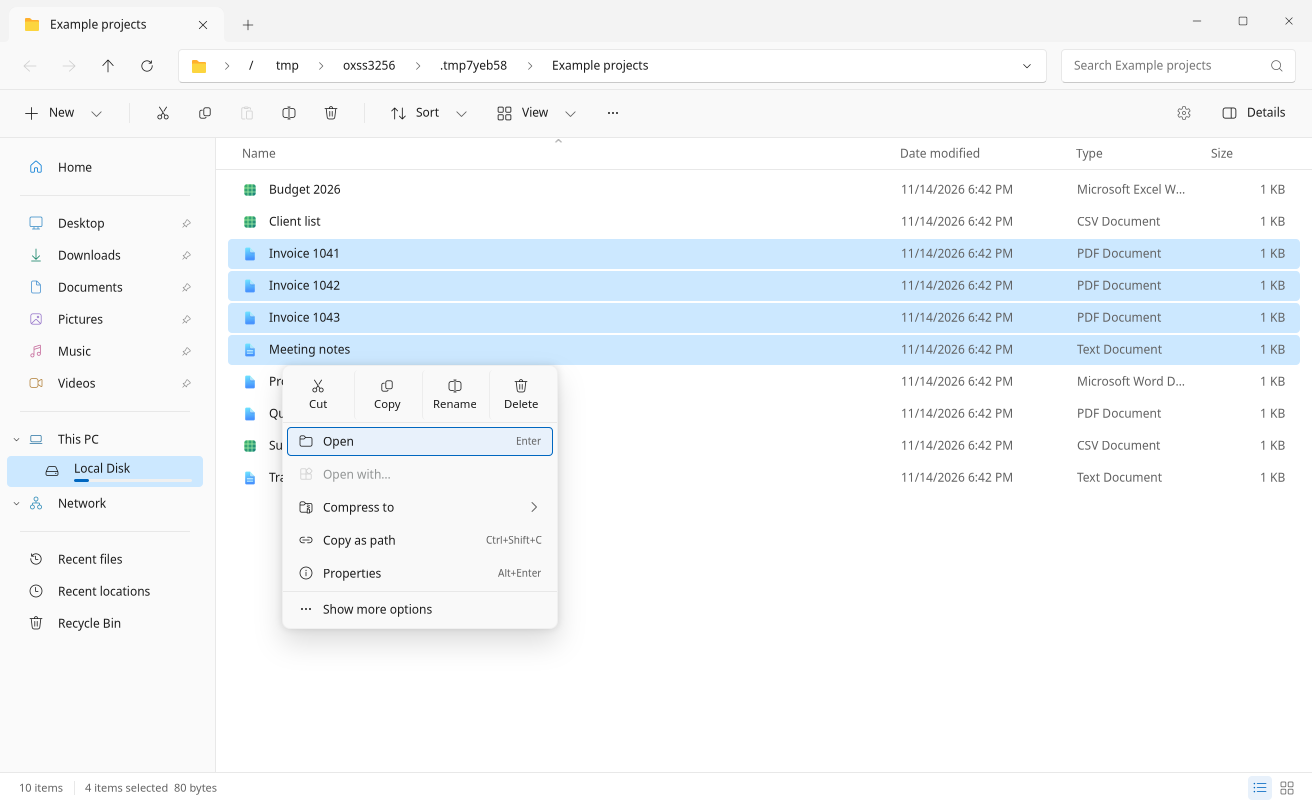 Example projects
/ tmp oxss3256 .tmp7yeb58 Example projects
Search Example projects
New Sort View ... Details
Name Date modified Type Size
Home
Desktop
Downloads
Documents
Pictures
Music
Videos
This PC
Local Disk
Network
Recent files
Recent locations
Recycle Bin
Budget 2026 11/14/2026 6:42 PM Microsoft Excel W... 1 KB
Client list 11/14/2026 6:42 PM CSV Document 1 KB
Invoice 1041 11/14/2026 6:42 PM PDF Document 1 KB
Invoice 1042 11/14/2026 6:42 PM PDF Document 1 KB
Invoice 1043 11/14/2026 6:42 PM PDF Document 1 KB
Meeting notes 11/14/2026 6:42 PM Text Document 1 KB
11/14/2026 6:42 PM Microsoft Word D... 1 KB
11/14/2026 6:42 PM PDF Document 1 KB
11/14/2026 6:42 PM CSV Document 1 KB
11/14/2026 6:42 PM Text Document 1 KB
Cut Copy Rename Delete
Open Enter
Open with...
Compress to
Copy as path Ctrl+Shift+C
Properties Alt+Enter
Show more options
10 items 4 items selected 80 bytes